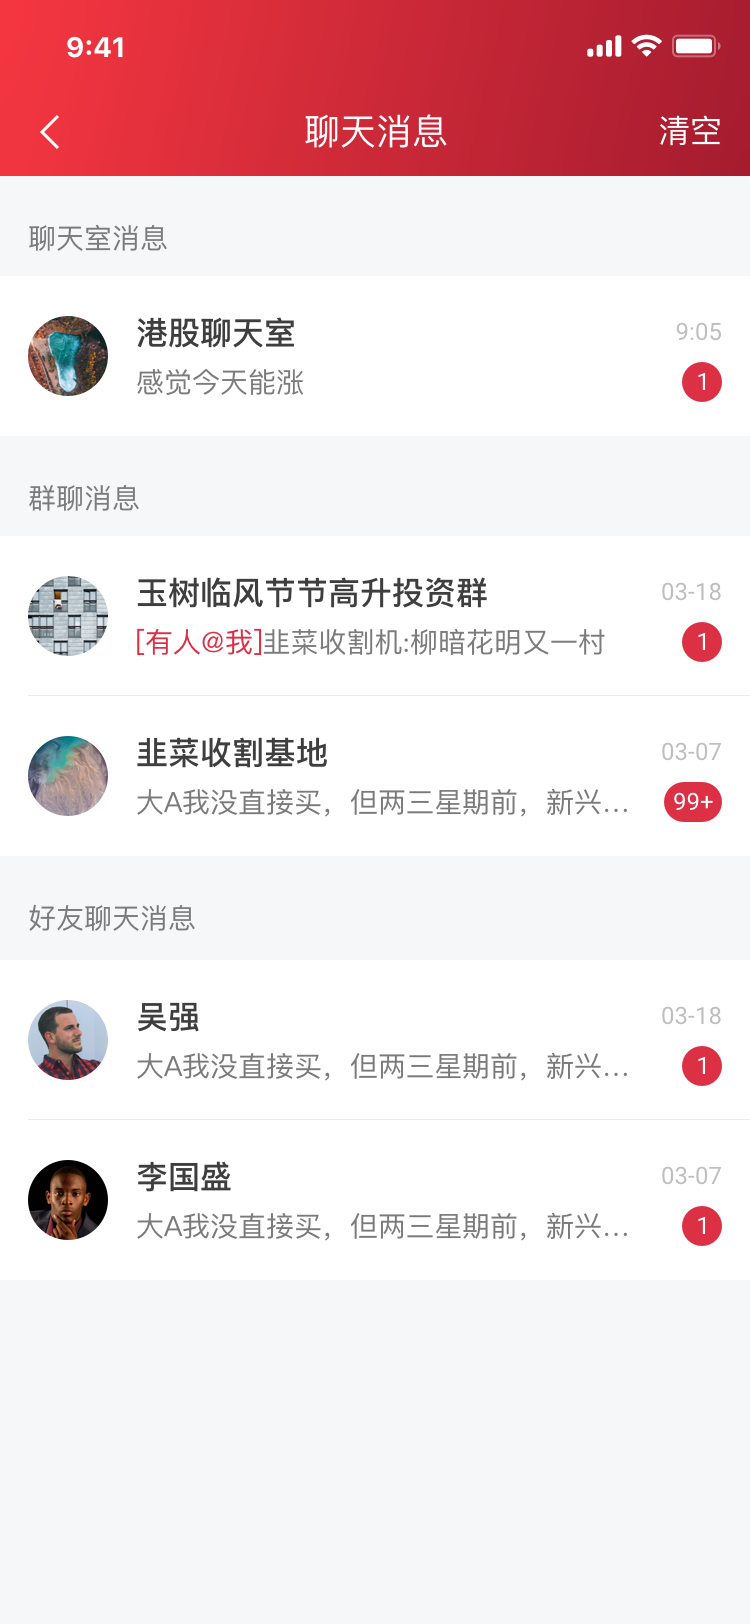 9:41
聊天消息
清空
聊天室消息
港股聊天室
9:05
感觉今天能涨
1
群聊消息
玉树临风节节高升投资群
03-18
[有人@我]韭菜收割机:柳暗花明又一村
1
韭菜收割基地
03-07
大A我没直接买，但两三星期前，新兴...
99+
好友聊天消息
吴强
03-18
大A我没直接买，但两三星期前，新兴...
1
李国盛
03-07
大A我没直接买，但两三星期前，新兴...
1